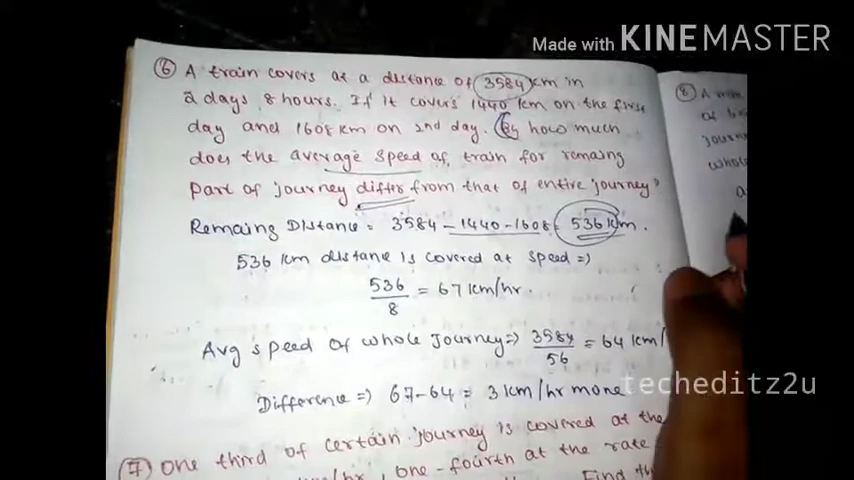 Made with KINEMASTER
⑥ A train covers at a distance of 3584 km in
2 days 8 hours. If it covers 1440 km on the first
day and 1608 km on 2nd day. By how much
does the average speed of train for remaing
part of journey differ from that of entire journey?
Remaing Distance = 3584 - 1440 - 1608 = 536 km.
536 km distance is covered at speed =)
536/8 = 67 km/hr.
Avg speed of whole Journey=> 3584/56 = 64 km/
Difference => 67-64 = 3 km/hr more
techeditz2u
⑦ One third of certain journey is covered at the
/hr, one-fourth at the rate
Find th
⑧ A
of
journ
who
a